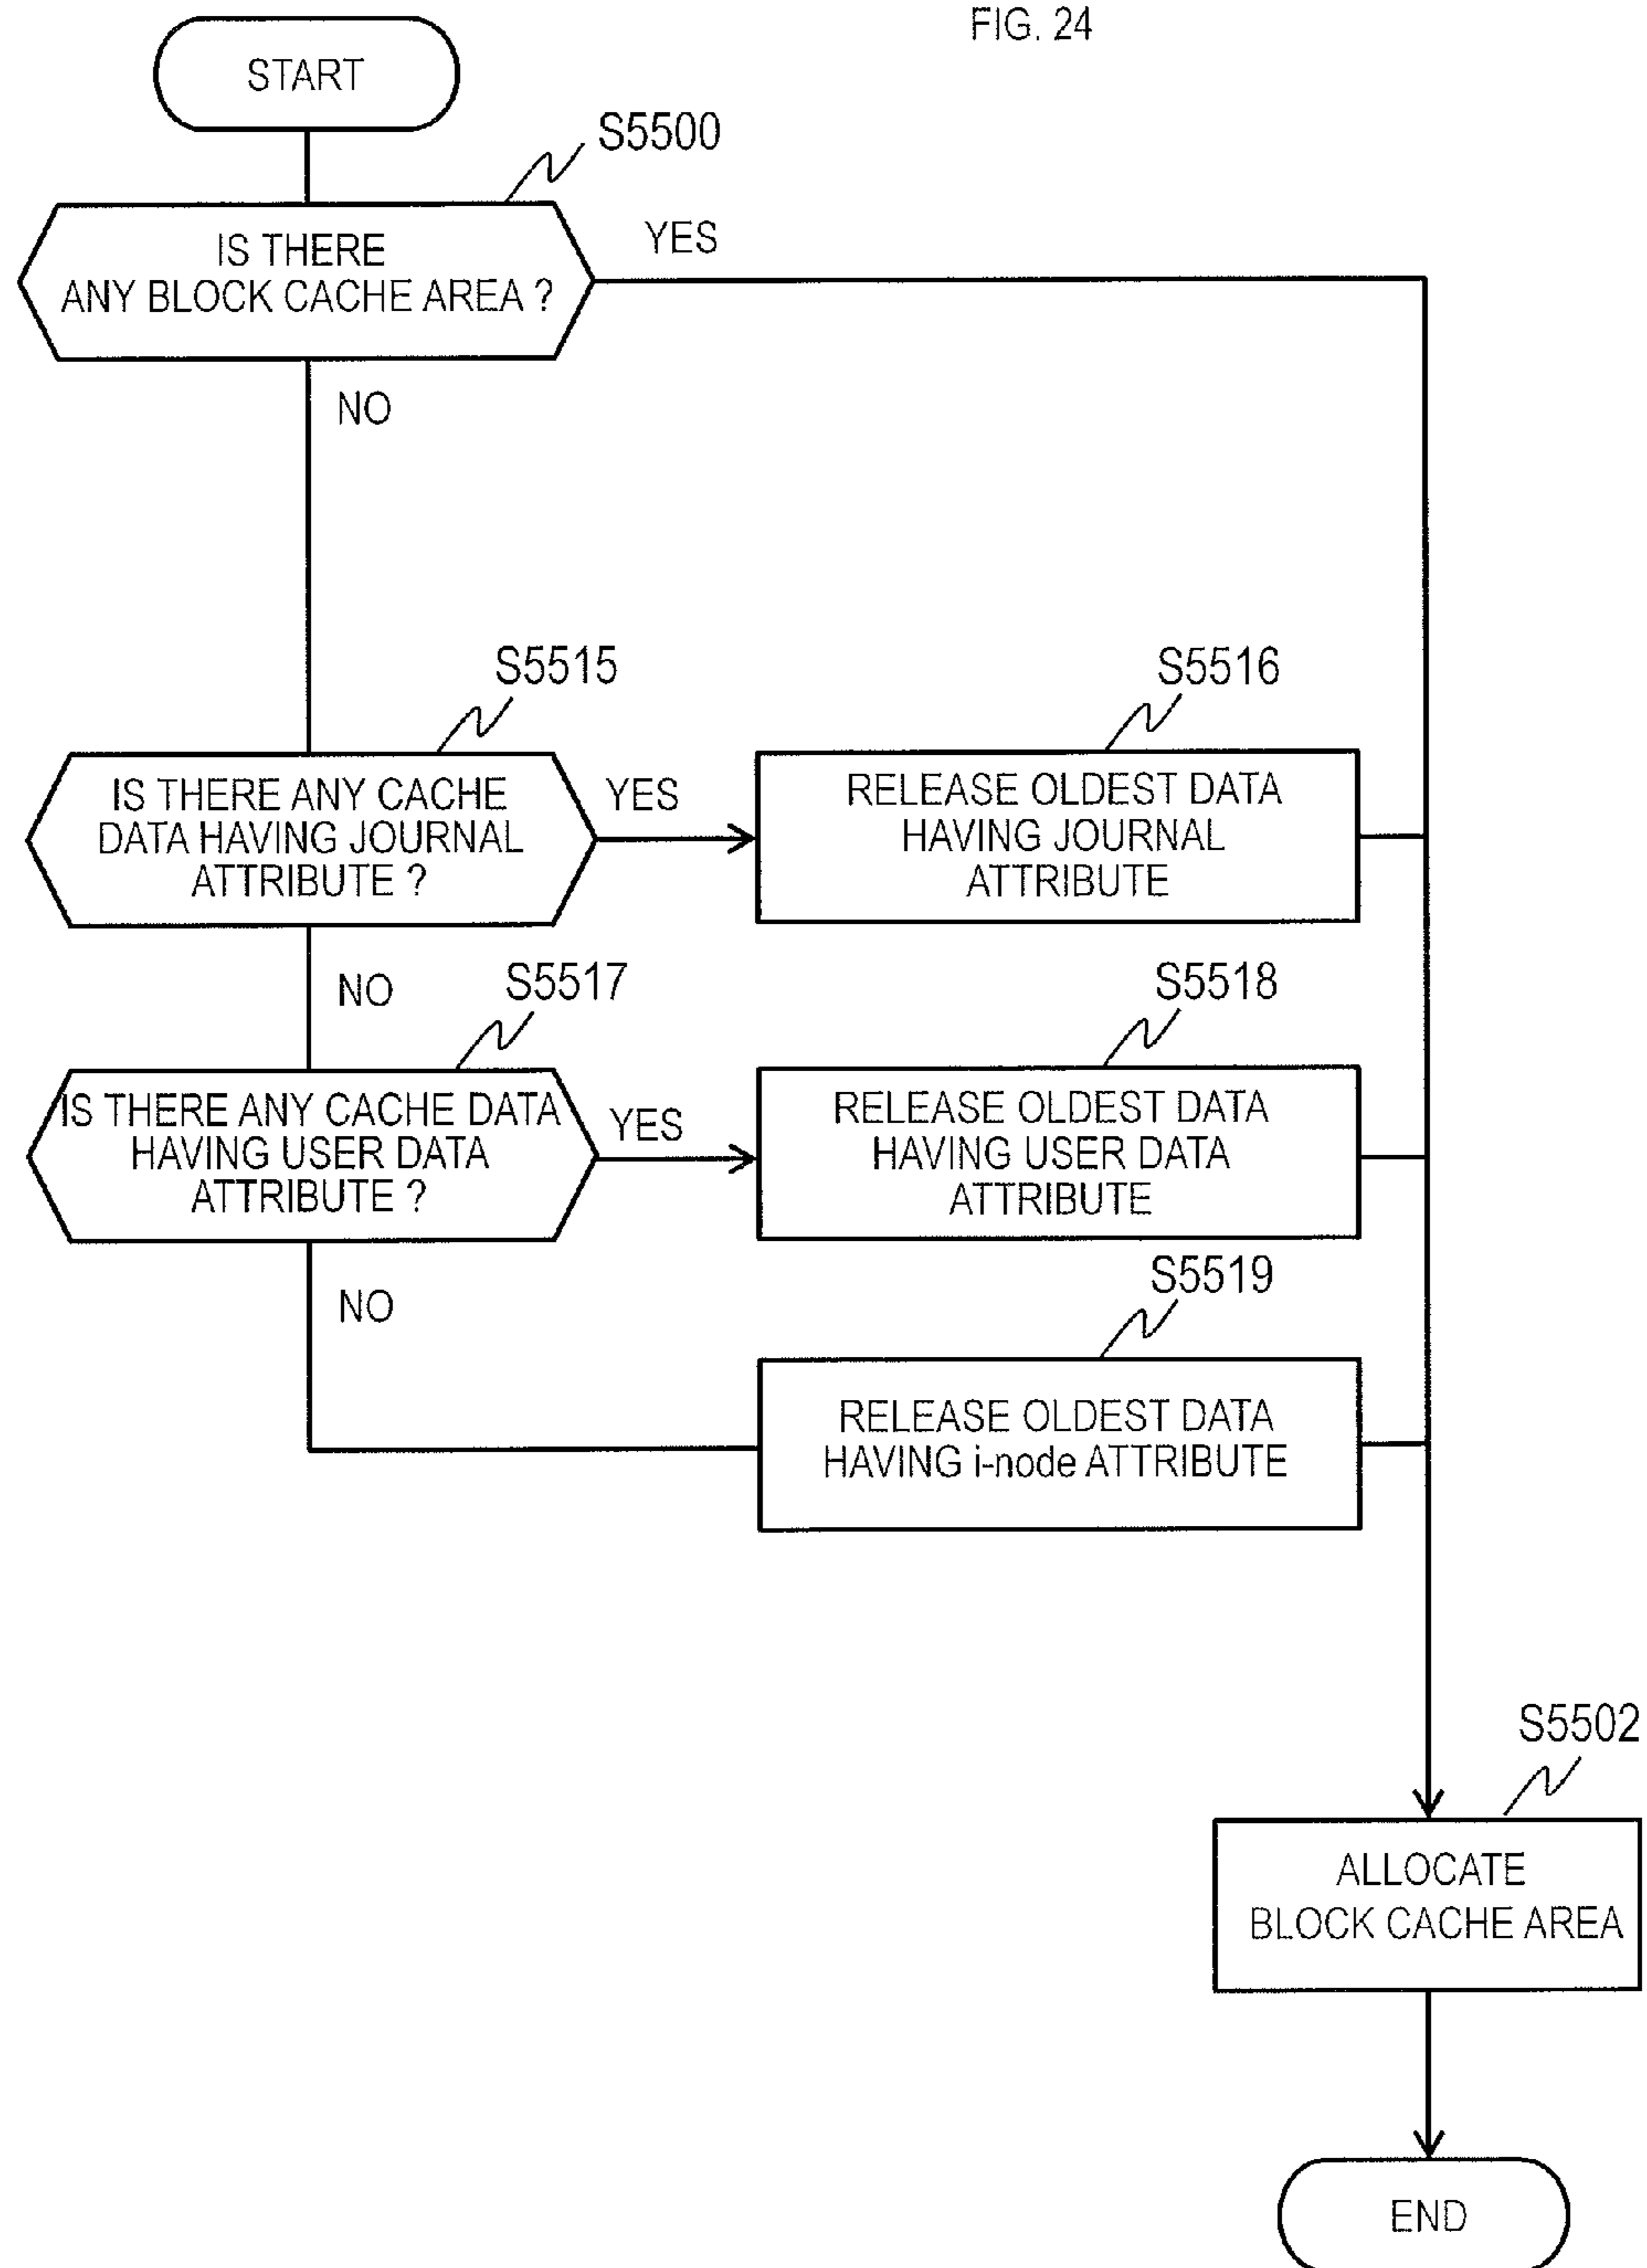 FIG. 24
START
S5500
IS THERE
ANY BLOCK CACHE AREA ?
YES
NO
S5515
IS THERE ANY CACHE
DATA HAVING JOURNAL
ATTRIBUTE ?
YES
S5516
RELEASE OLDEST DATA
HAVING JOURNAL
ATTRIBUTE
NO
S5517
IS THERE ANY CACHE DATA
HAVING USER DATA
ATTRIBUTE ?
YES
S5518
RELEASE OLDEST DATA
HAVING USER DATA
ATTRIBUTE
NO
S5519
RELEASE OLDEST DATA
HAVING i-node ATTRIBUTE
S5502
ALLOCATE
BLOCK CACHE AREA
END